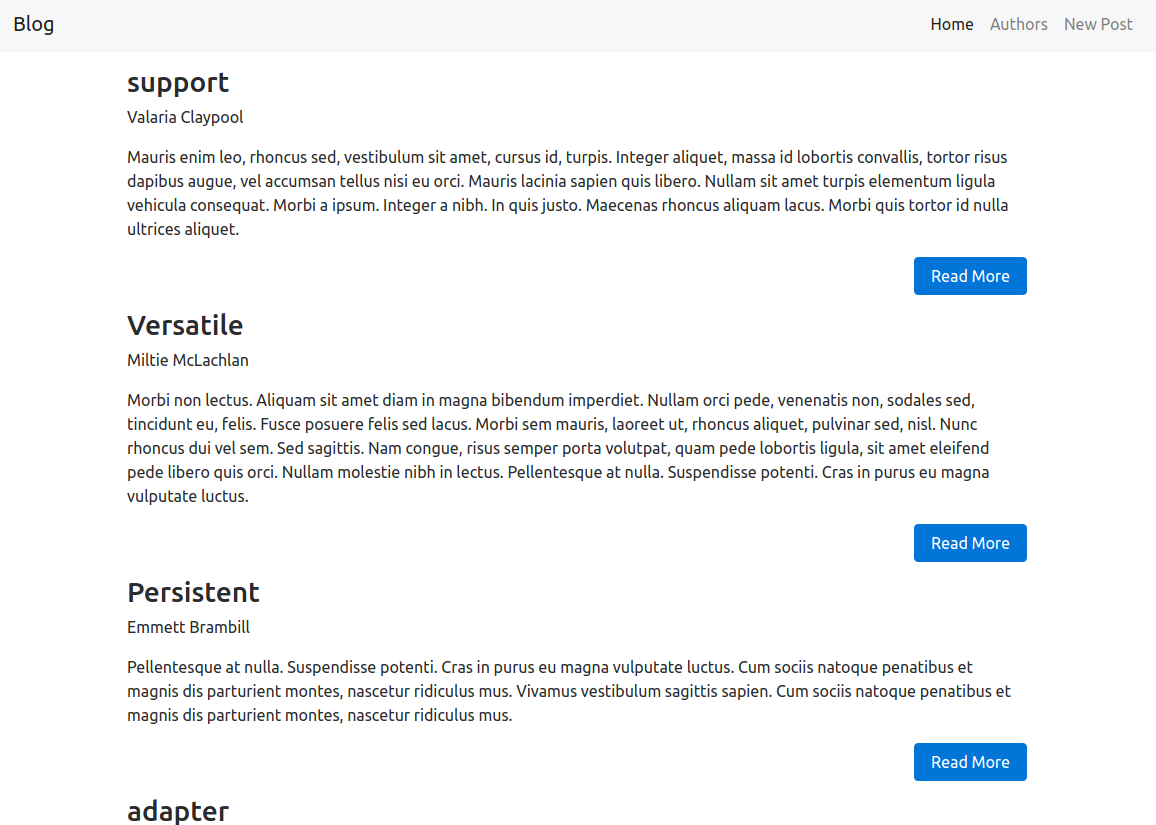 Blog
Home Authors New Post
support
Valaria Claypool
Mauris enim leo, rhoncus sed, vestibulum sit amet, cursus id, turpis. Integer aliquet, massa id lobortis convallis, tortor risus
dapibus augue, vel accumsan tellus nisi eu orci. Mauris lacinia sapien quis libero. Nullam sit amet turpis elementum ligula
vehicula consequat. Morbi a ipsum. Integer a nibh. In quis justo. Maecenas rhoncus aliquam lacus. Morbi quis tortor id nulla
ultrices aliquet.
Read More
Versatile
Miltie McLachlan
Morbi non lectus. Aliquam sit amet diam in magna bibendum imperdiet. Nullam orci pede, venenatis non, sodales sed,
tincidunt eu, felis. Fusce posuere felis sed lacus. Morbi sem mauris, laoreet ut, rhoncus aliquet, pulvinar sed, nisl. Nunc
rhoncus dui vel sem. Sed sagittis. Nam congue, risus semper porta volutpat, quam pede lobortis ligula, sit amet eleifend
pede libero quis orci. Nullam molestie nibh in lectus. Pellentesque at nulla. Suspendisse potenti. Cras in purus eu magna
vulputate luctus.
Read More
Persistent
Emmett Brambill
Pellentesque at nulla. Suspendisse potenti. Cras in purus eu magna vulputate luctus. Cum sociis natoque penatibus et
magnis dis parturient montes, nascetur ridiculus mus. Vivamus vestibulum sagittis sapien. Cum sociis natoque penatibus et
magnis dis parturient montes, nascetur ridiculus mus.
Read More
adapter